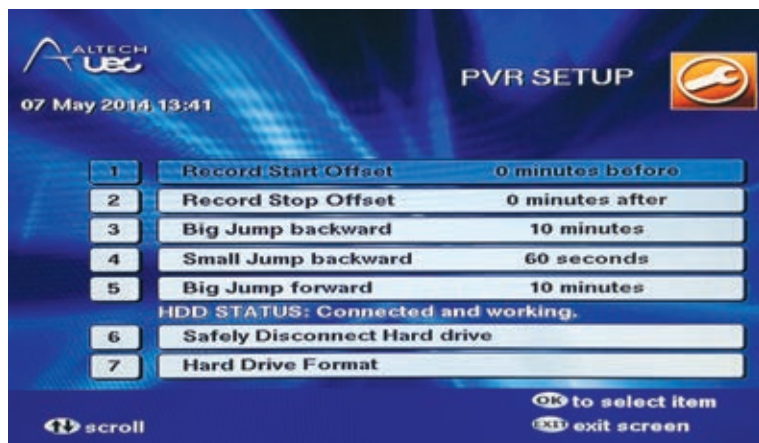 ALTECH
UEC
PVR SETUP
07 May 2014 13:41
1 Record Start Offset 0 minutes before
2 Record Stop Offset 0 minutes after
3 Big Jump backward 10 minutes
4 Small Jump backward 60 seconds
5 Big Jump forward 10 minutes
HDD STATUS: Connected and working.
6 Safely Disconnect Hard drive
7 Hard Drive Format
OK to select item
scroll
EXIT exit screen